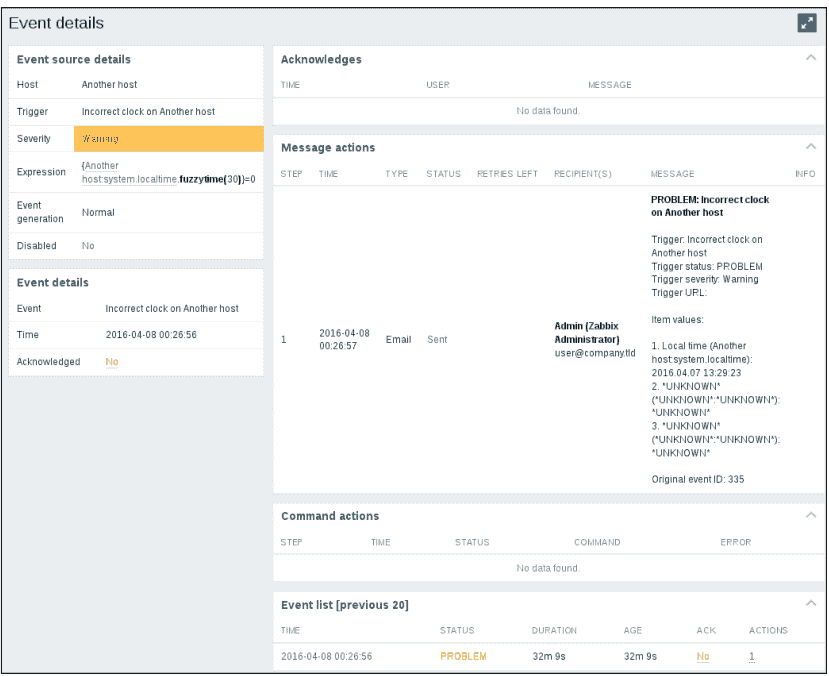 Event details
Event source details
Host Another host
Trigger Incorrect clock on Another host
Severity Warning
Expression {Another
host:system.localtime.fuzzytime(30)}=0
Event
generation Normal
Disabled No
Event details
Event Incorrect clock on Another host
Time 2016-04-08 00:26:56
Acknowledged No
Acknowledges
TIME USER MESSAGE
No data found.
Message actions
STEP TIME TYPE STATUS RETRIES LEFT RECIPIENT(S) MESSAGE INFO
1 2016-04-08
00:26:57 Email Sent Admin (Zabbix
Administrator)
user@company.tld
PROBLEM: Incorrect clock
on Another host
Trigger: Incorrect clock on
Another host
Trigger status: PROBLEM
Trigger severity: Warning
Trigger URL:
Item values:
1. Local time (Another
host:system.localtime):
2016.04.07 13:29:23
2. *UNKNOWN*
(*UNKNOWN*:*UNKNOWN*):
*UNKNOWN*
3. *UNKNOWN*
(*UNKNOWN*:*UNKNOWN*):
*UNKNOWN*
Original event ID: 335
Command actions
STEP TIME STATUS COMMAND ERROR
No data found.
Event list [previous 20]
TIME STATUS DURATION AGE ACK ACTIONS
2016-04-08 00:26:56 PROBLEM 32m 9s 32m 9s No 1